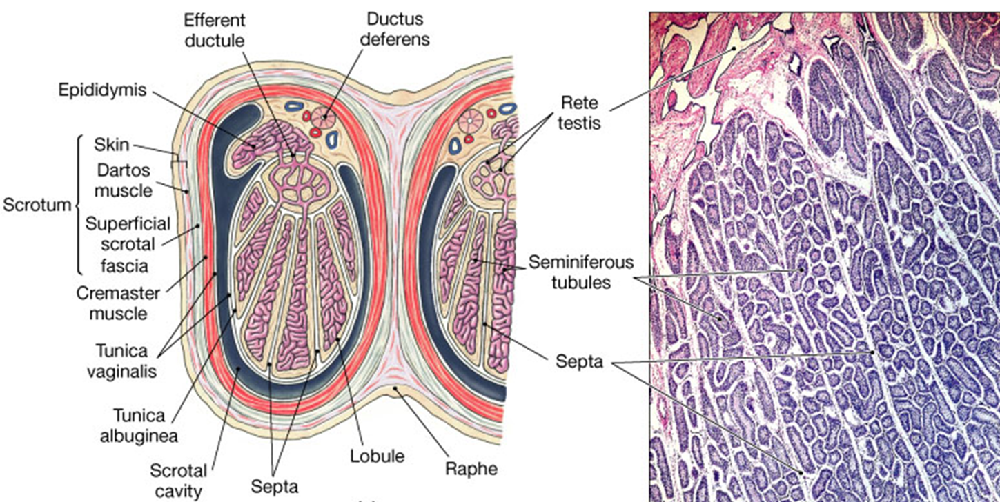 Efferent
ductule
Ductus
deferens
Epididymis
Rete
testis
Skin
Dartos
muscle
Scrotum
Superficial
scrotal
fascia
Cremaster
muscle
Seminiferous
tubules
Tunica
vaginalis
Septa
Tunica
albuginea
Lobule
Raphe
Scrotal
cavity
Septa